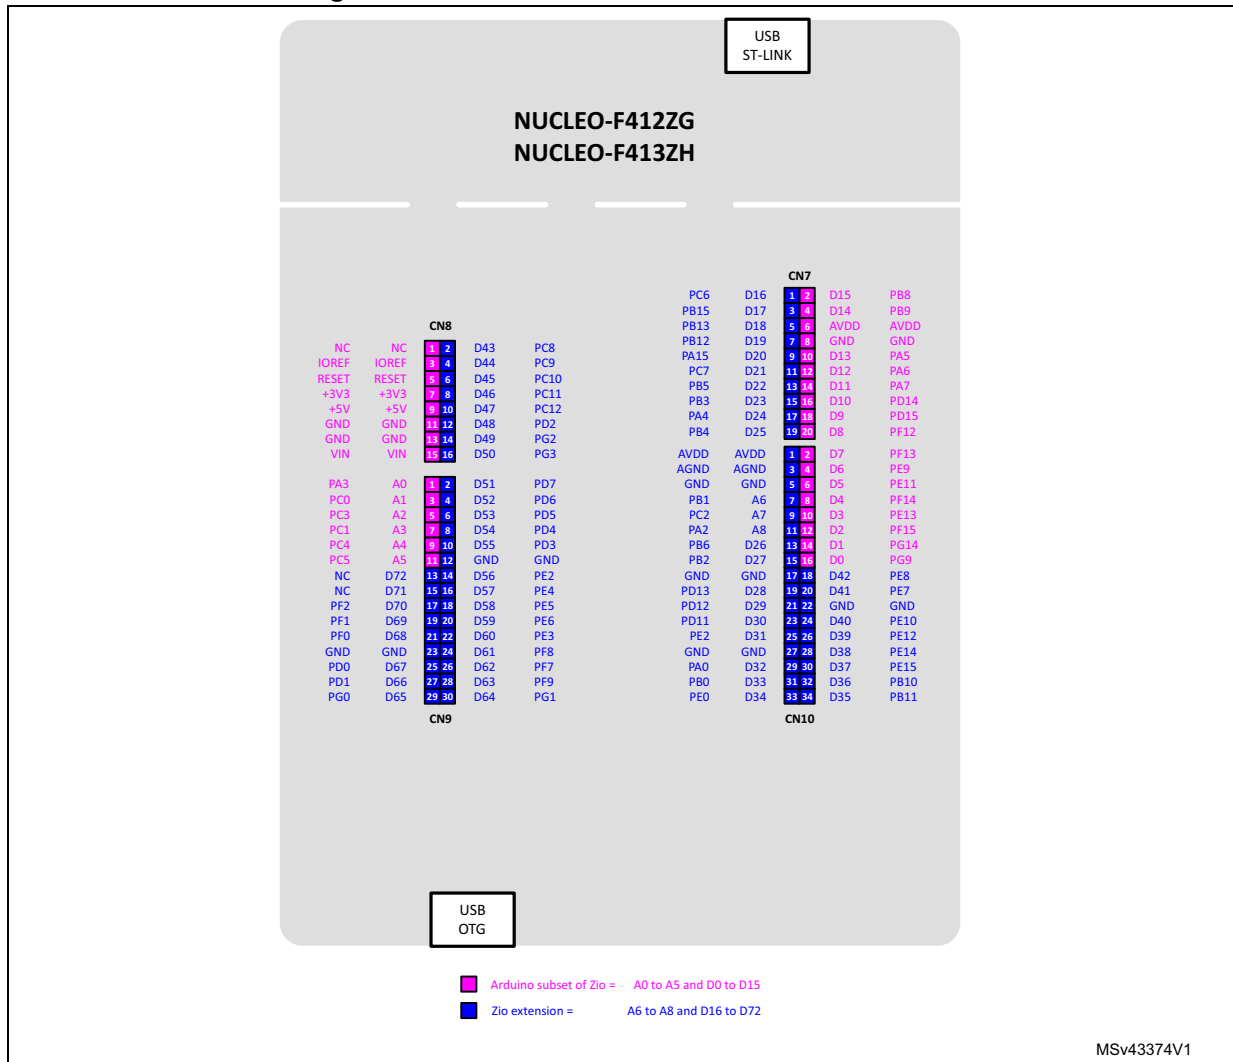 USB
ST-LINK
NUCLEO-F412ZG
NUCLEO-F413ZH
CN7
PC6 D16 1 2 D15 PB8
PB15 D17 3 4 D14 PB9
PB13 D18 5 6 AVDD AVDD
PB12 D19 7 8 GND GND
PA15 D20 9 10 D13 PA5
PC7 D21 11 12 D12 PA6
PB5 D22 13 14 D11 PA7
PB3 D23 15 16 D10 PD14
PA4 D24 17 18 D9 PD15
PB4 D25 19 20 D8 PF12
CN8
NC NC 1 2 D43 PC8
IOREF IOREF 3 4 D44 PC9
RESET RESET 5 6 D45 PC10
+3V3 +3V3 7 8 D46 PC11
+5V +5V 9 10 D47 PC12
GND GND 11 12 D48 PD2
GND GND 13 14 D49 PG2
VIN VIN 15 16 D50 PG3
PA3 A0 1 2 D51 PD7
PC0 A1 3 4 D52 PD6
PC3 A2 5 6 D53 PD5
PC1 A3 7 8 D54 PD4
PC4 A4 9 10 D55 PD3
PC5 A5 11 12 GND GND
NC D72 13 14 D56 PE2
NC D71 15 16 D57 PE4
PF2 D70 17 18 D58 PE5
PF1 D69 19 20 D59 PE6
PF0 D68 21 22 D60 PE3
GND GND 23 24 D61 PF8
PD0 D67 25 26 D62 PF7
PD1 D66 27 28 D63 PF9
PG0 D65 29 30 D64 PG1
CN9
AVDD AVDD 1 2 D7 PF13
AGND AGND 3 4 D6 PE9
GND GND 5 6 D5 PE11
PB1 A6 7 8 D4 PF14
PC2 A7 9 10 D3 PE13
PA2 A8 11 12 D2 PF15
PB6 D26 13 14 D1 PG14
PB2 D27 15 16 D0 PG9
GND GND 17 18 D42 PE8
PD13 D28 19 20 D41 PE7
PD12 D29 21 22 GND GND
PD11 D30 23 24 D40 PE10
PE2 D31 25 26 D39 PE12
GND GND 27 28 D38 PE14
PA0 D32 29 30 D37 PE15
PB0 D33 31 32 D36 PB10
PE0 D34 33 34 D35 PB11
CN10
USB
OTG
Arduino subset of Zio = A0 to A5 and D0 to D15
Zio extension = A6 to A8 and D16 to D72
MSv43374V1